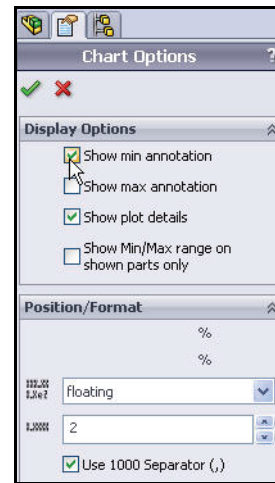 Chart Options
?
Display Options
Show min annotation
Show max annotation
Show plot details
Show Min/Max range on
shown parts only
Position/Format
%
%
floating
2
Use 1000 Separator (,)